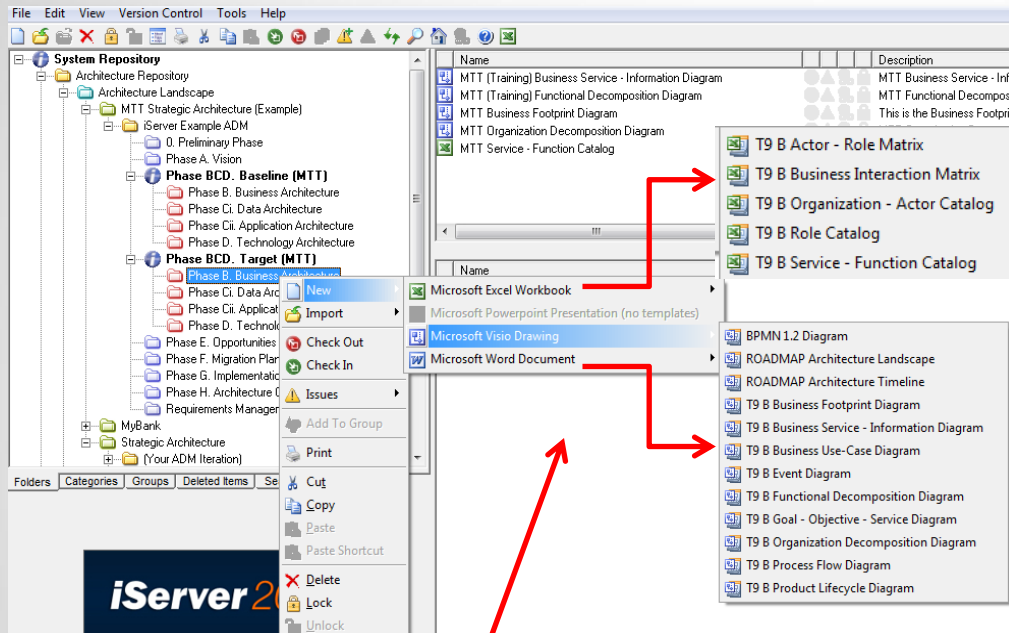 File Edit View Version Control Tools Help
System Repository
Architecture Repository
Architecture Landscape
MTT Strategic Architecture (Example)
iServer Example ADM
0. Preliminary Phase
Phase A. Vision
Phase BCD. Baseline (MTT)
Phase B. Business Architecture
Phase Ci. Data Architecture
Phase Cii. Application Architecture
Phase D. Technology Architecture
Phase BCD. Target (MTT)
Phase B. Business Architecture
Phase Ci. Data Arc
Phase Cii. Applicat
Phase D. Technolo
Phase E. Opportunities
Phase F. Migration Plan
Phase G. Implementatio
Phase H. Architecture C
Requirements Manager
MyBank
Strategic Architecture
(Your ADM Iteration)
Folders Categories Groups Deleted Items Se
iServer 20
Name Description
MTT (Training) Business Service - Information Diagram MTT Business Service - Inf
MTT (Training) Functional Decomposition Diagram MTT Functional Decompos
MTT Business Footprint Diagram This is the Business Footpri
MTT Organization Decomposition Diagram
MTT Service - Function Catalog
Name
New
Import
Check Out
Check In
Issues
Add To Group
Print
Cut
Copy
Paste
Paste Shortcut
Delete
Lock
Unlock
Microsoft Excel Workbook
Microsoft Powerpoint Presentation (no templates)
Microsoft Visio Drawing
Microsoft Word Document
T9 B Actor - Role Matrix
T9 B Business Interaction Matrix
T9 B Organization - Actor Catalog
T9 B Role Catalog
T9 B Service - Function Catalog
BPMN 1.2 Diagram
ROADMAP Architecture Landscape
ROADMAP Architecture Timeline
T9 B Business Footprint Diagram
T9 B Business Service - Information Diagram
T9 B Business Use-Case Diagram
T9 B Event Diagram
T9 B Functional Decomposition Diagram
T9 B Goal - Objective - Service Diagram
T9 B Organization Decomposition Diagram
T9 B Process Flow Diagram
T9 B Product Lifecycle Diagram